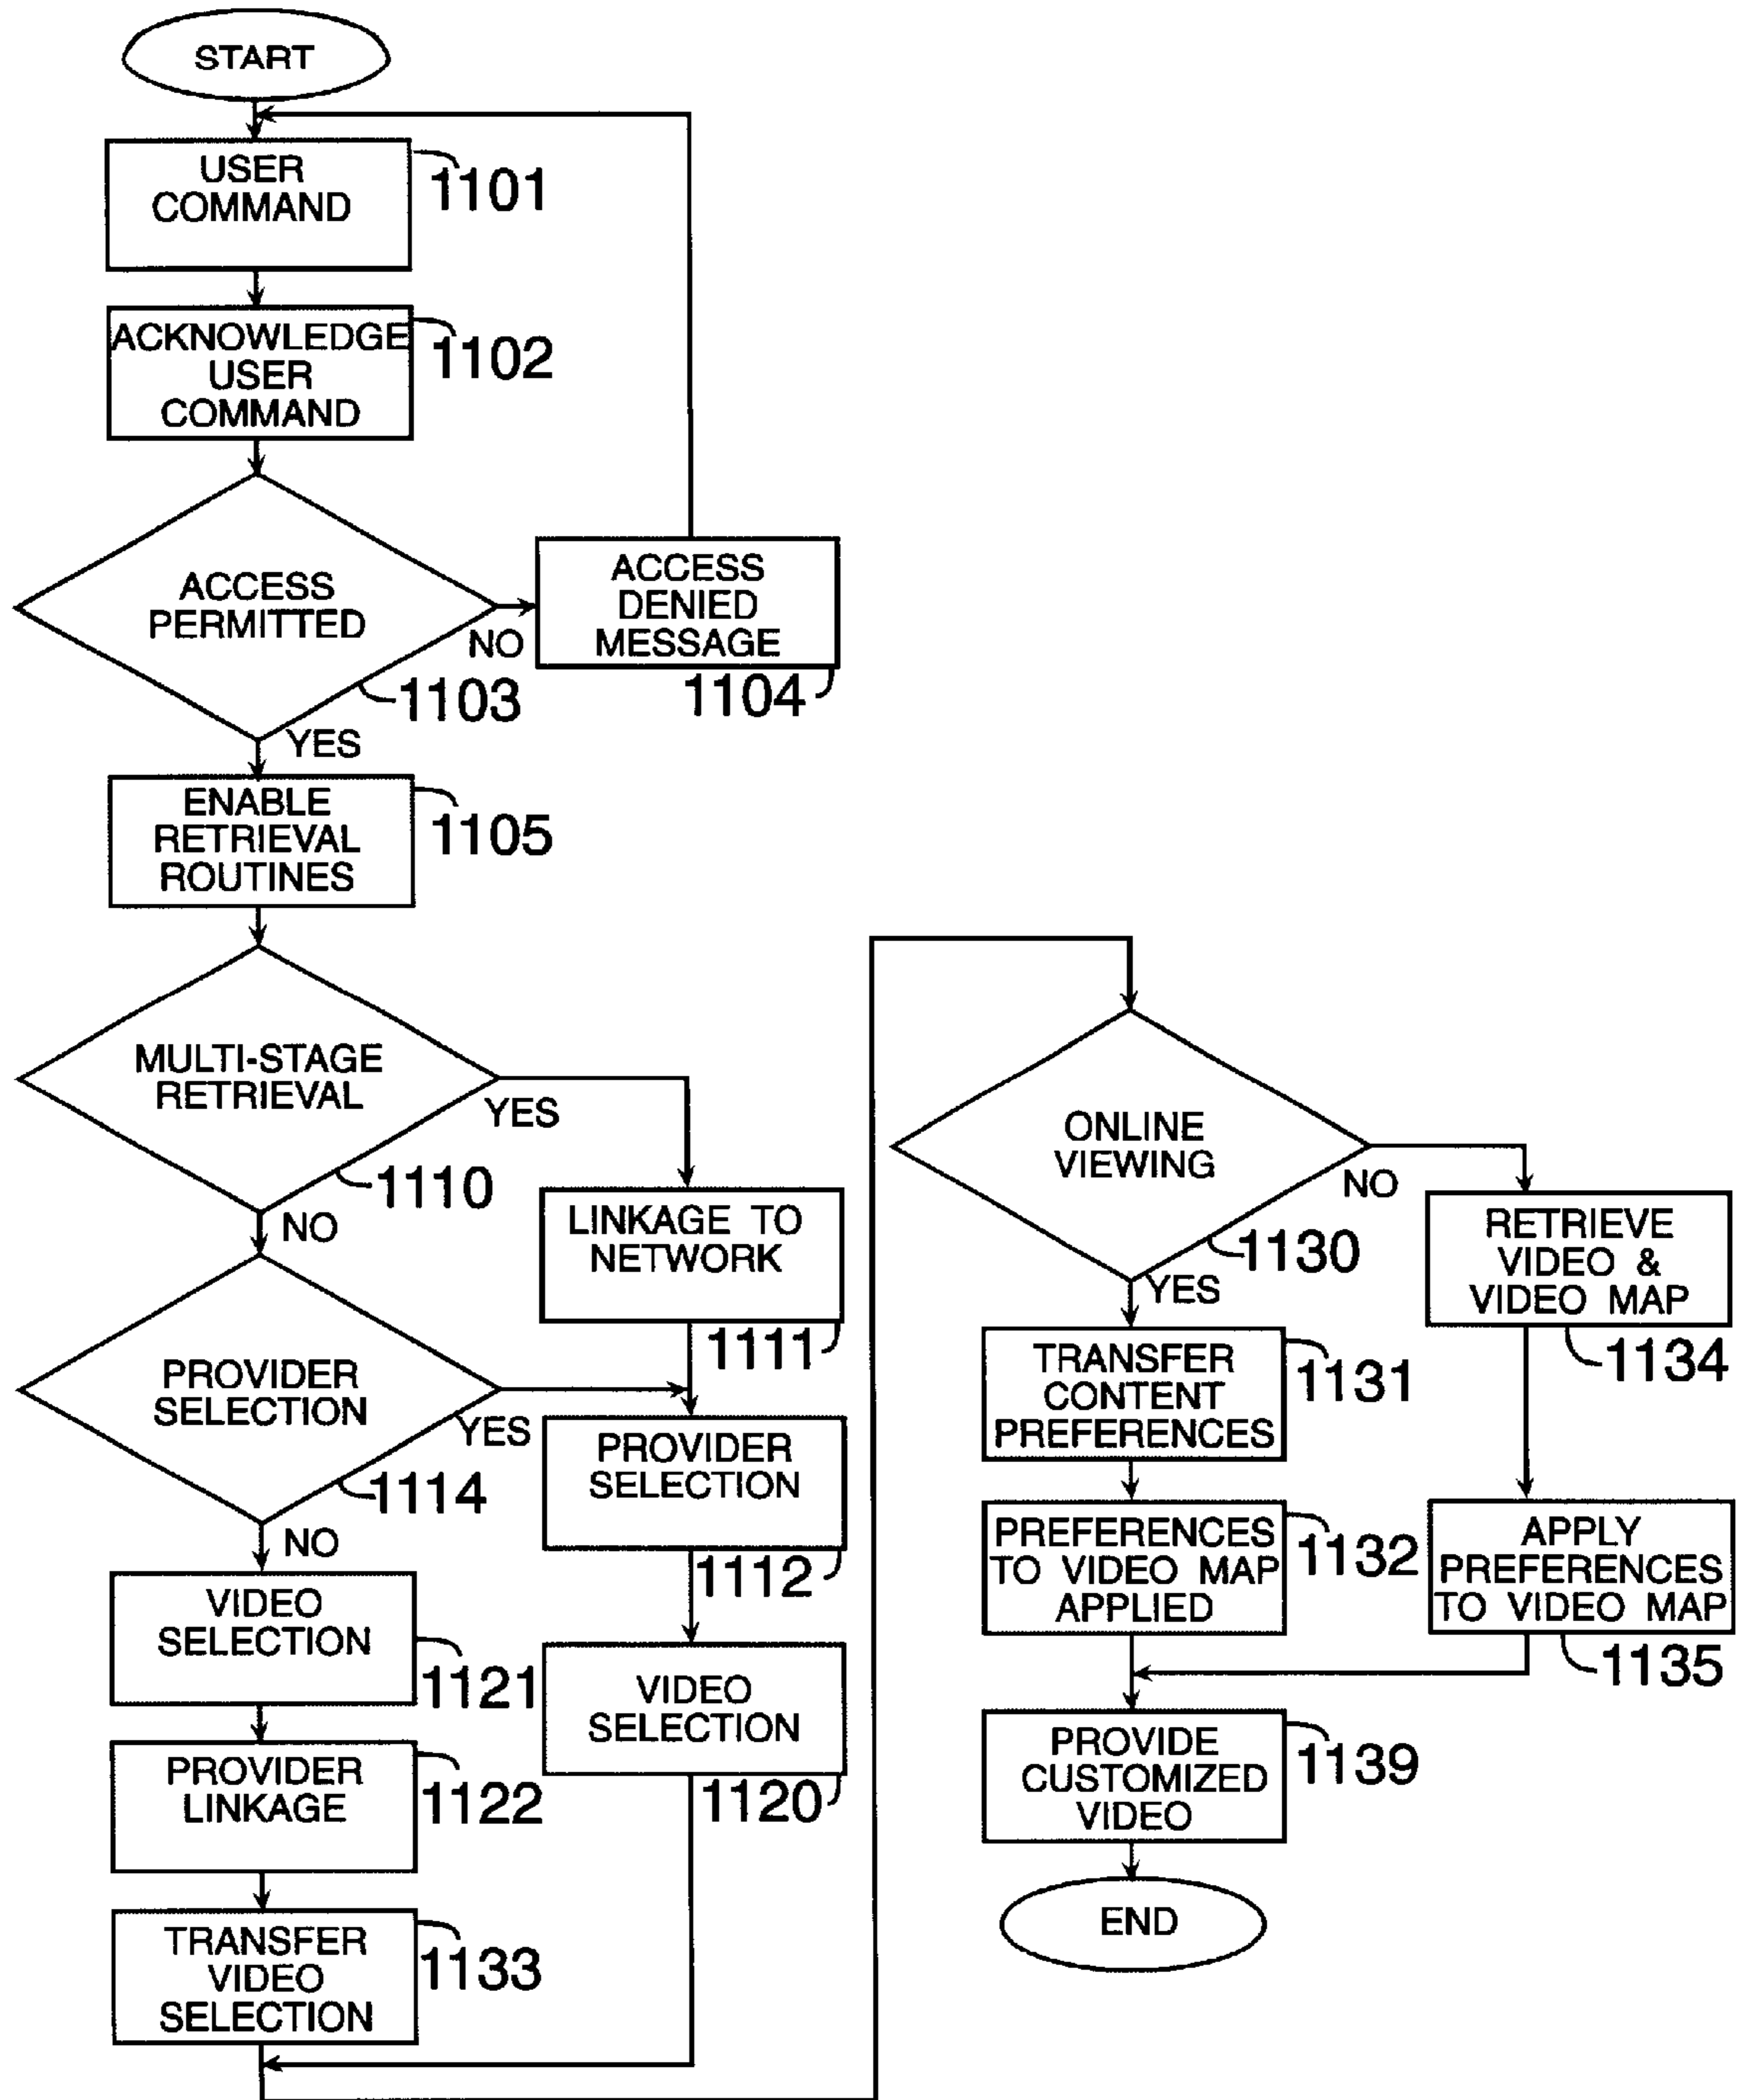 START
USER
COMMAND
1101
ACKNOWLEDGE
USER
COMMAND
1102
ACCESS
PERMITTED
NO
1103
YES
ACCESS
DENIED
MESSAGE
1104
ENABLE
RETRIEVAL
ROUTINES
1105
MULTI-STAGE
RETRIEVAL
YES
1110
NO
LINKAGE TO
NETWORK
1111
PROVIDER
SELECTION
YES
1114
NO
PROVIDER
SELECTION
1112
VIDEO
SELECTION
1121
VIDEO
SELECTION
1120
PROVIDER
LINKAGE
1122
TRANSFER
VIDEO
SELECTION
1133
ONLINE
VIEWING
NO
1130
YES
RETRIEVE
VIDEO &
VIDEO MAP
1134
TRANSFER
CONTENT
PREFERENCES
1131
PREFERENCES
TO VIDEO MAP
APPLIED
1132
APPLY
PREFERENCES
TO VIDEO MAP
1135
PROVIDE
CUSTOMIZED
VIDEO
1139
END